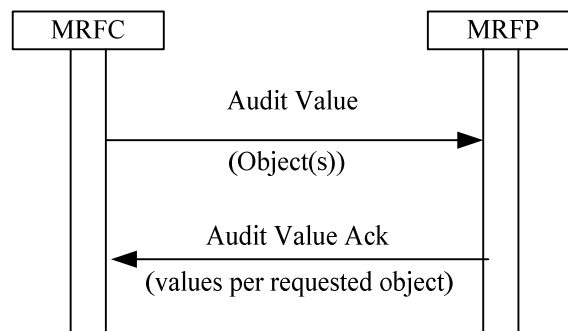 MRFC
MRFP
Audit Value
(Object(s))
Audit Value Ack
(values per requested object)